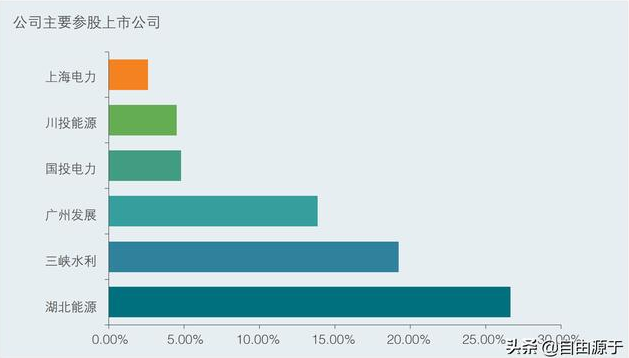 公司主要参股上市公司
上海电力
川投能源
国投电力
广州发展
三峡水利
湖北能源
0.00% 5.00% 10.00% 15.00% 20.00% 25.00% 30.00%
头条 @自由源于